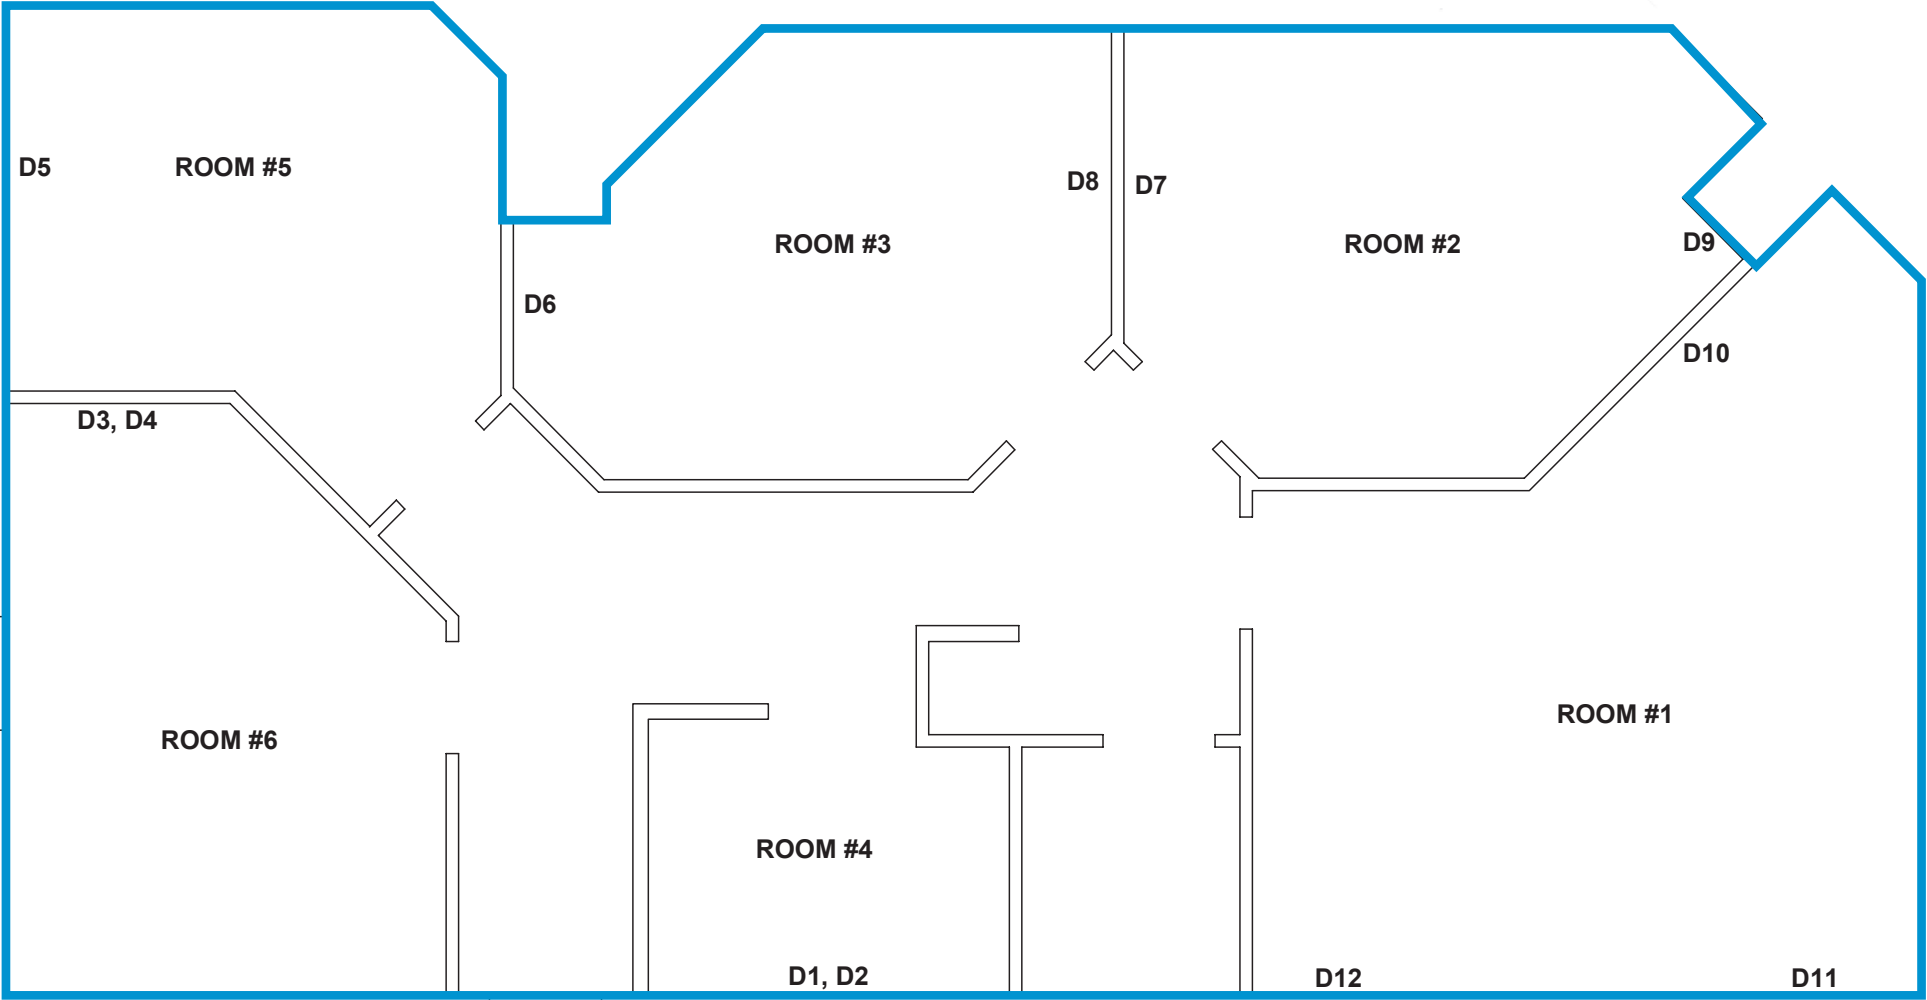 D5
ROOM #5
D8
D7
ROOM #3
ROOM #2
D9
D6
D10
D3, D4
ROOM #1
ROOM #6
ROOM #4
D1, D2
D12
D11